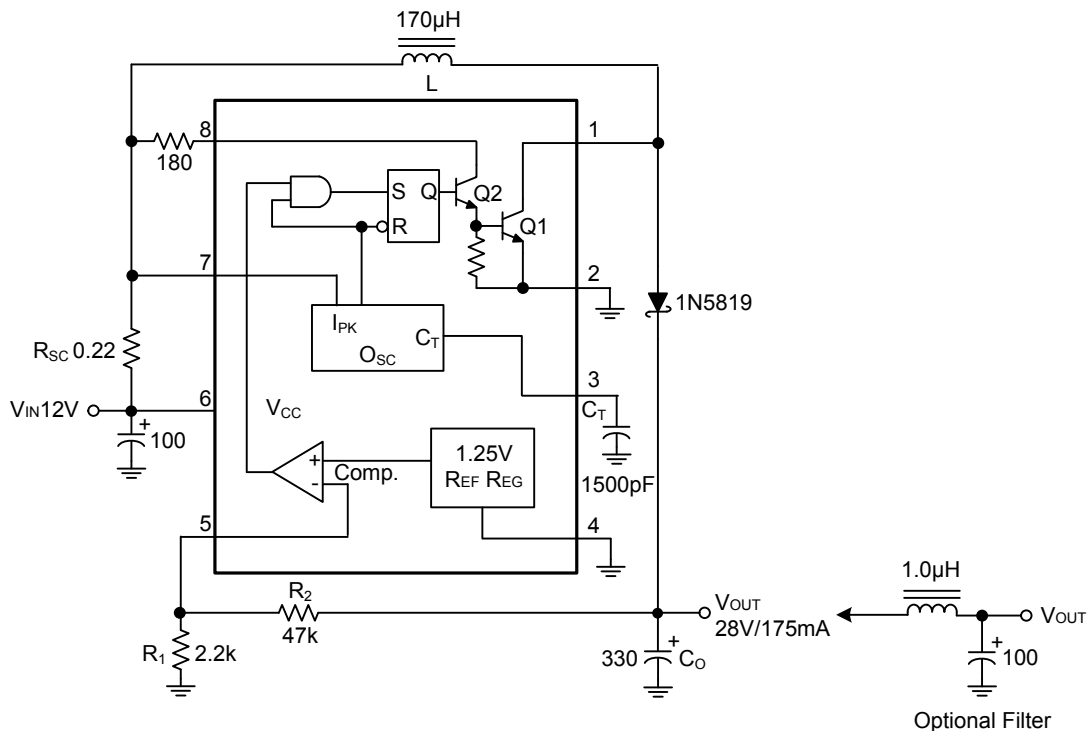 170µH
L
8
1
180
S
Q
Q2
R
Q1
7
2
1N5819
IPK
CT
OSC
RSC 0.22
3
VIN12V
6
VCC
CT
100
+
1.25V
REF REG
+
Comp.
-
1500pF
5
4
R2
47k
1.0µH
VOUT
28V/175mA
VOUT
R1 2.2k
330
+
CO
+
100
Optional Filter